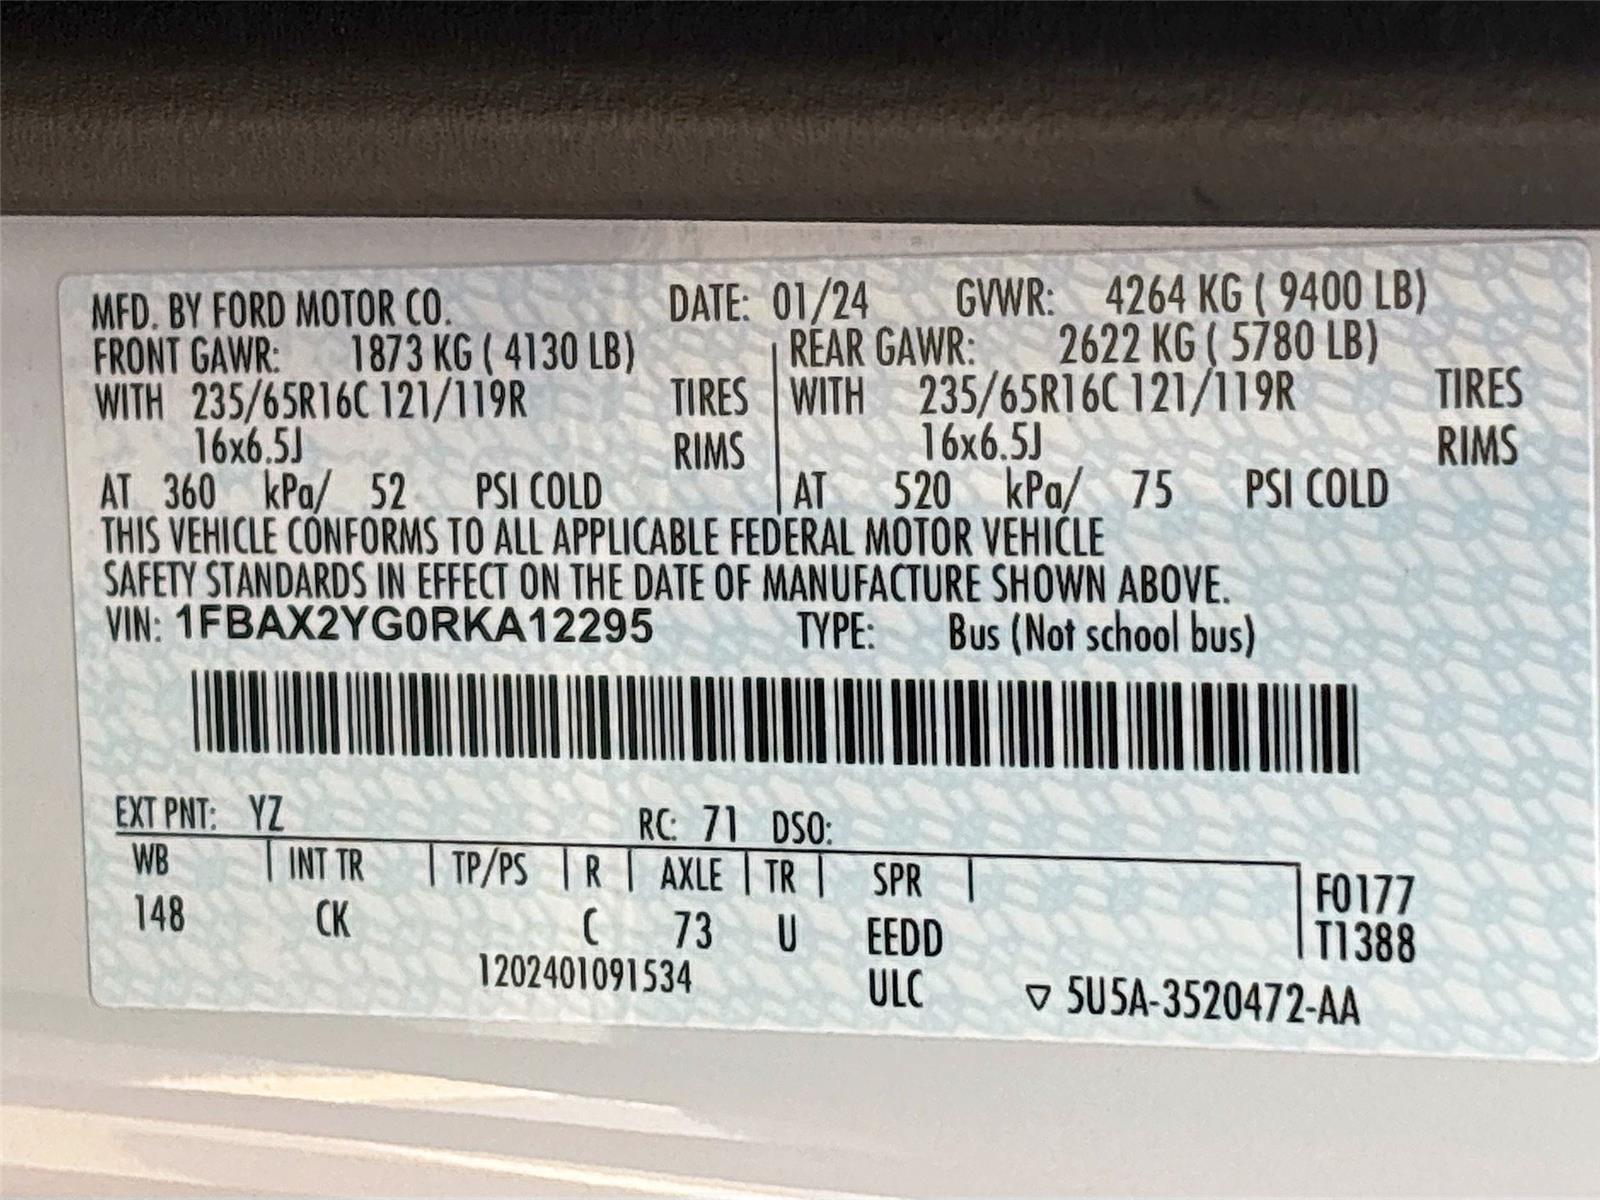 MFD. BY FORD MOTOR CO. DATE: 01/24 GVWR: 4264 KG ( 9400 LB)
FRONT GAWR: 1873 KG ( 4130 LB) REAR GAWR: 2622 KG ( 5780 LB)
WITH 235/65R16C 121/119R TIRES WITH 235/65R16C 121/119R TIRES
16x6.5J RIMS 16x6.5J RIMS
AT 360 kPa/ 52 PSI COLD AT 520 kPa/ 75 PSI COLD
THIS VEHICLE CONFORMS TO ALL APPLICABLE FEDERAL MOTOR VEHICLE
SAFETY STANDARDS IN EFFECT ON THE DATE OF MANUFACTURE SHOWN ABOVE.
VIN: 1FBAX2YG0RKA12295 TYPE: Bus (Not school bus)
EXT PNT: YZ RC: 71 DSO:
WB INT TR TP/PS R AXLE TR SPR F0177
148 CK C 73 U EEDD T1388
1202401091534 ULC ▽ 5U5A-3520472-AA